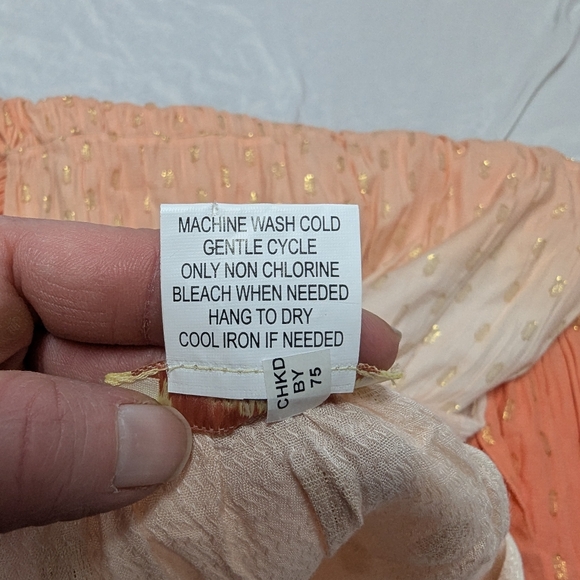 MACHINE WASH COLD
GENTLE CYCLE
ONLY NON CHLORINE
BLEACH WHEN NEEDED
HANG TO DRY
COOL IRON IF NEEDED
CHKD
BY
75